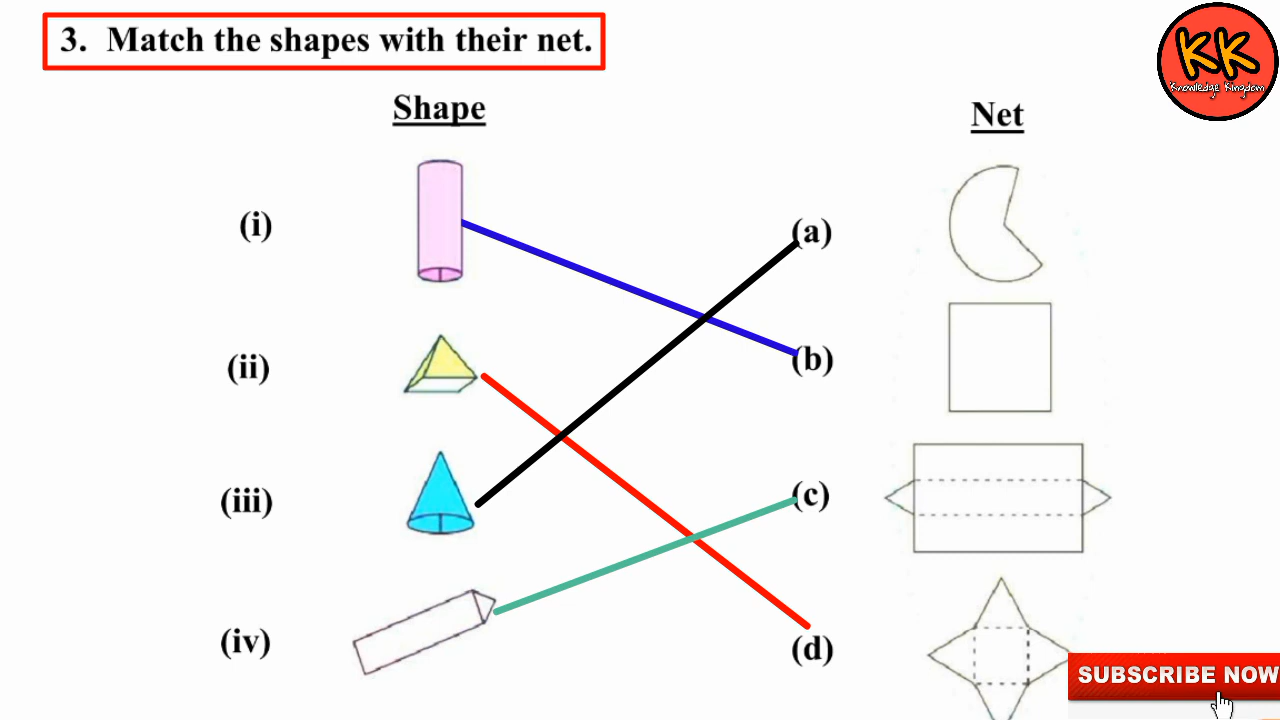 3. Match the shapes with their net.
KK
Knowledge Kingdom
Shape
Net
(i)
(a)
(ii)
(b)
(iii)
(c)
(iv)
(d)
SUBSCRIBE NOW